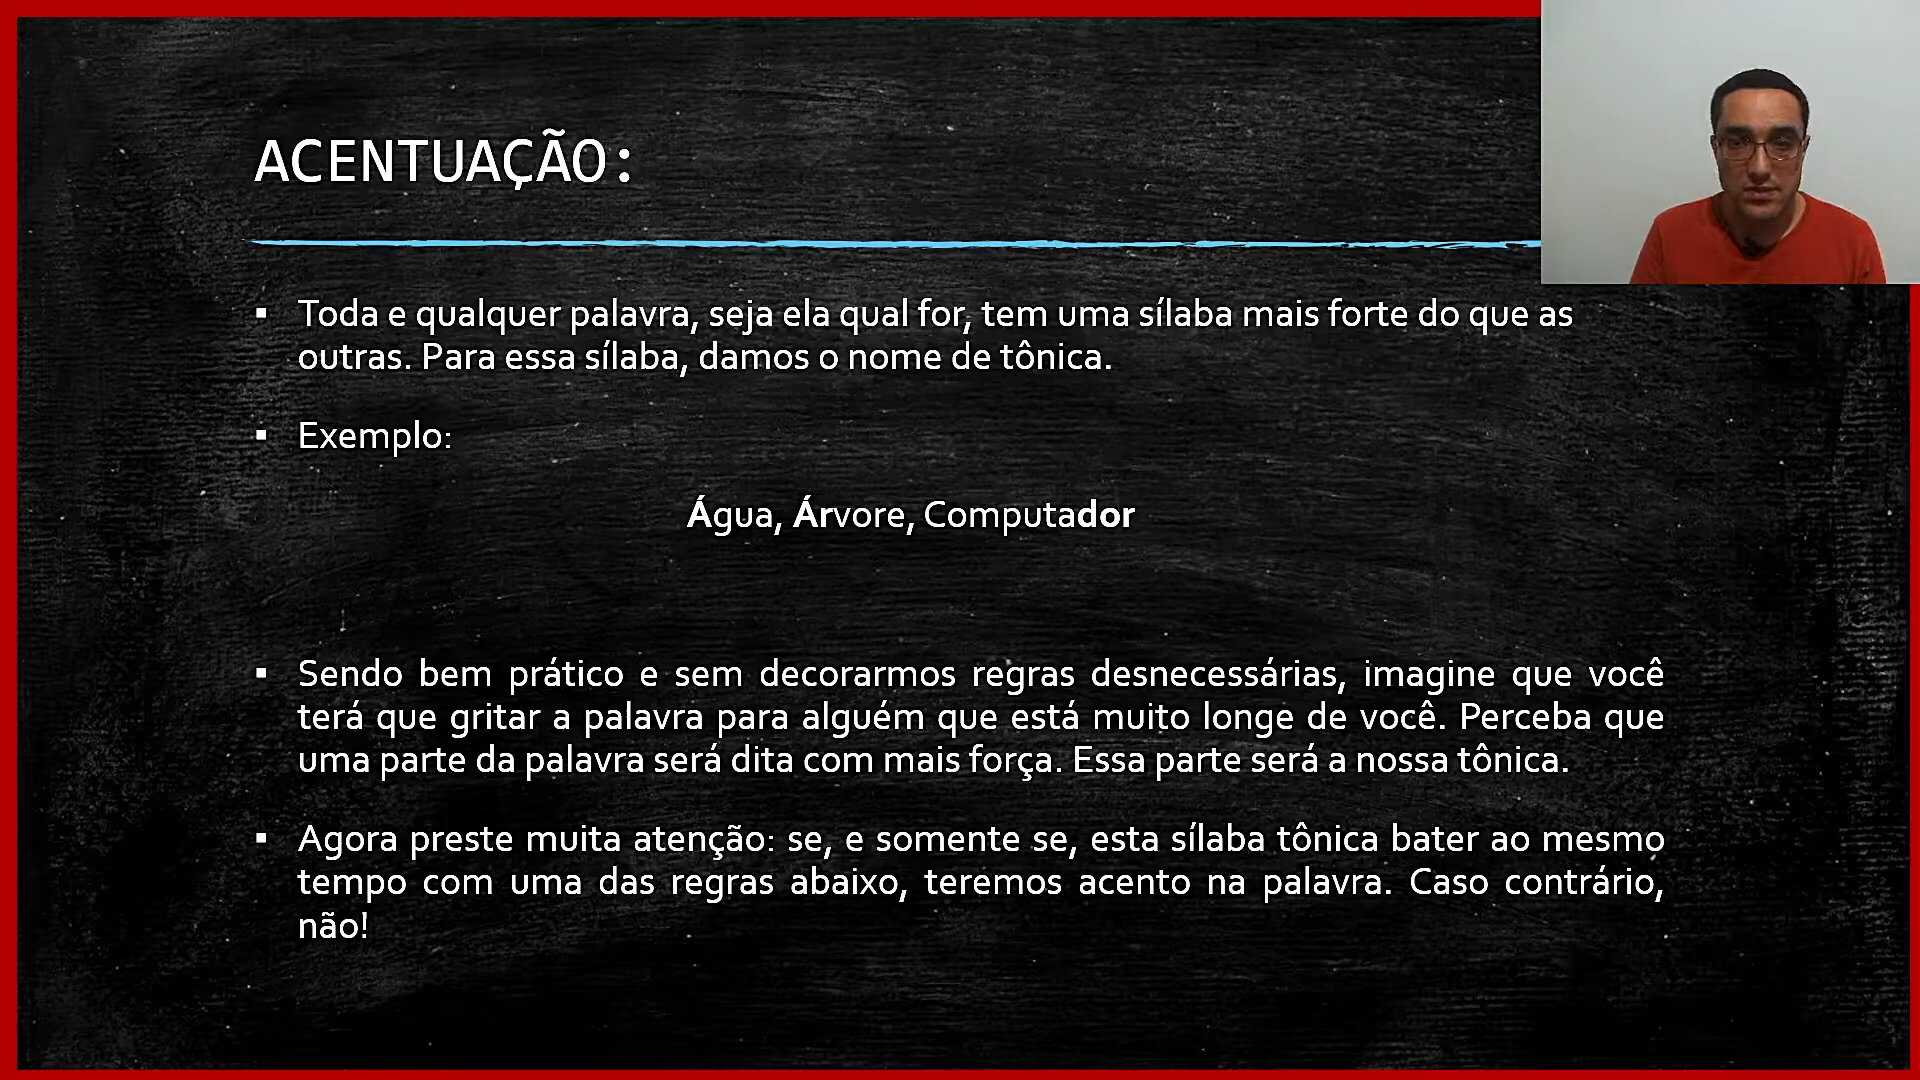 ACENTUAÇÃO:
▪ Toda e qualquer palavra, seja ela qual for, tem uma sílaba mais forte do que as
outras. Para essa sílaba, damos o nome de tônica.
▪ Exemplo:
Água, Árvore, Computador
▪ Sendo bem prático e sem decorarmos regras desnecessárias, imagine que você
terá que gritar a palavra para alguém que está muito longe de você. Perceba que
uma parte da palavra será dita com mais força. Essa parte será a nossa tônica.
▪ Agora preste muita atenção: se, e somente se, esta sílaba tônica bater ao mesmo
tempo com uma das regras abaixo, teremos acento na palavra. Caso contrário,
não!